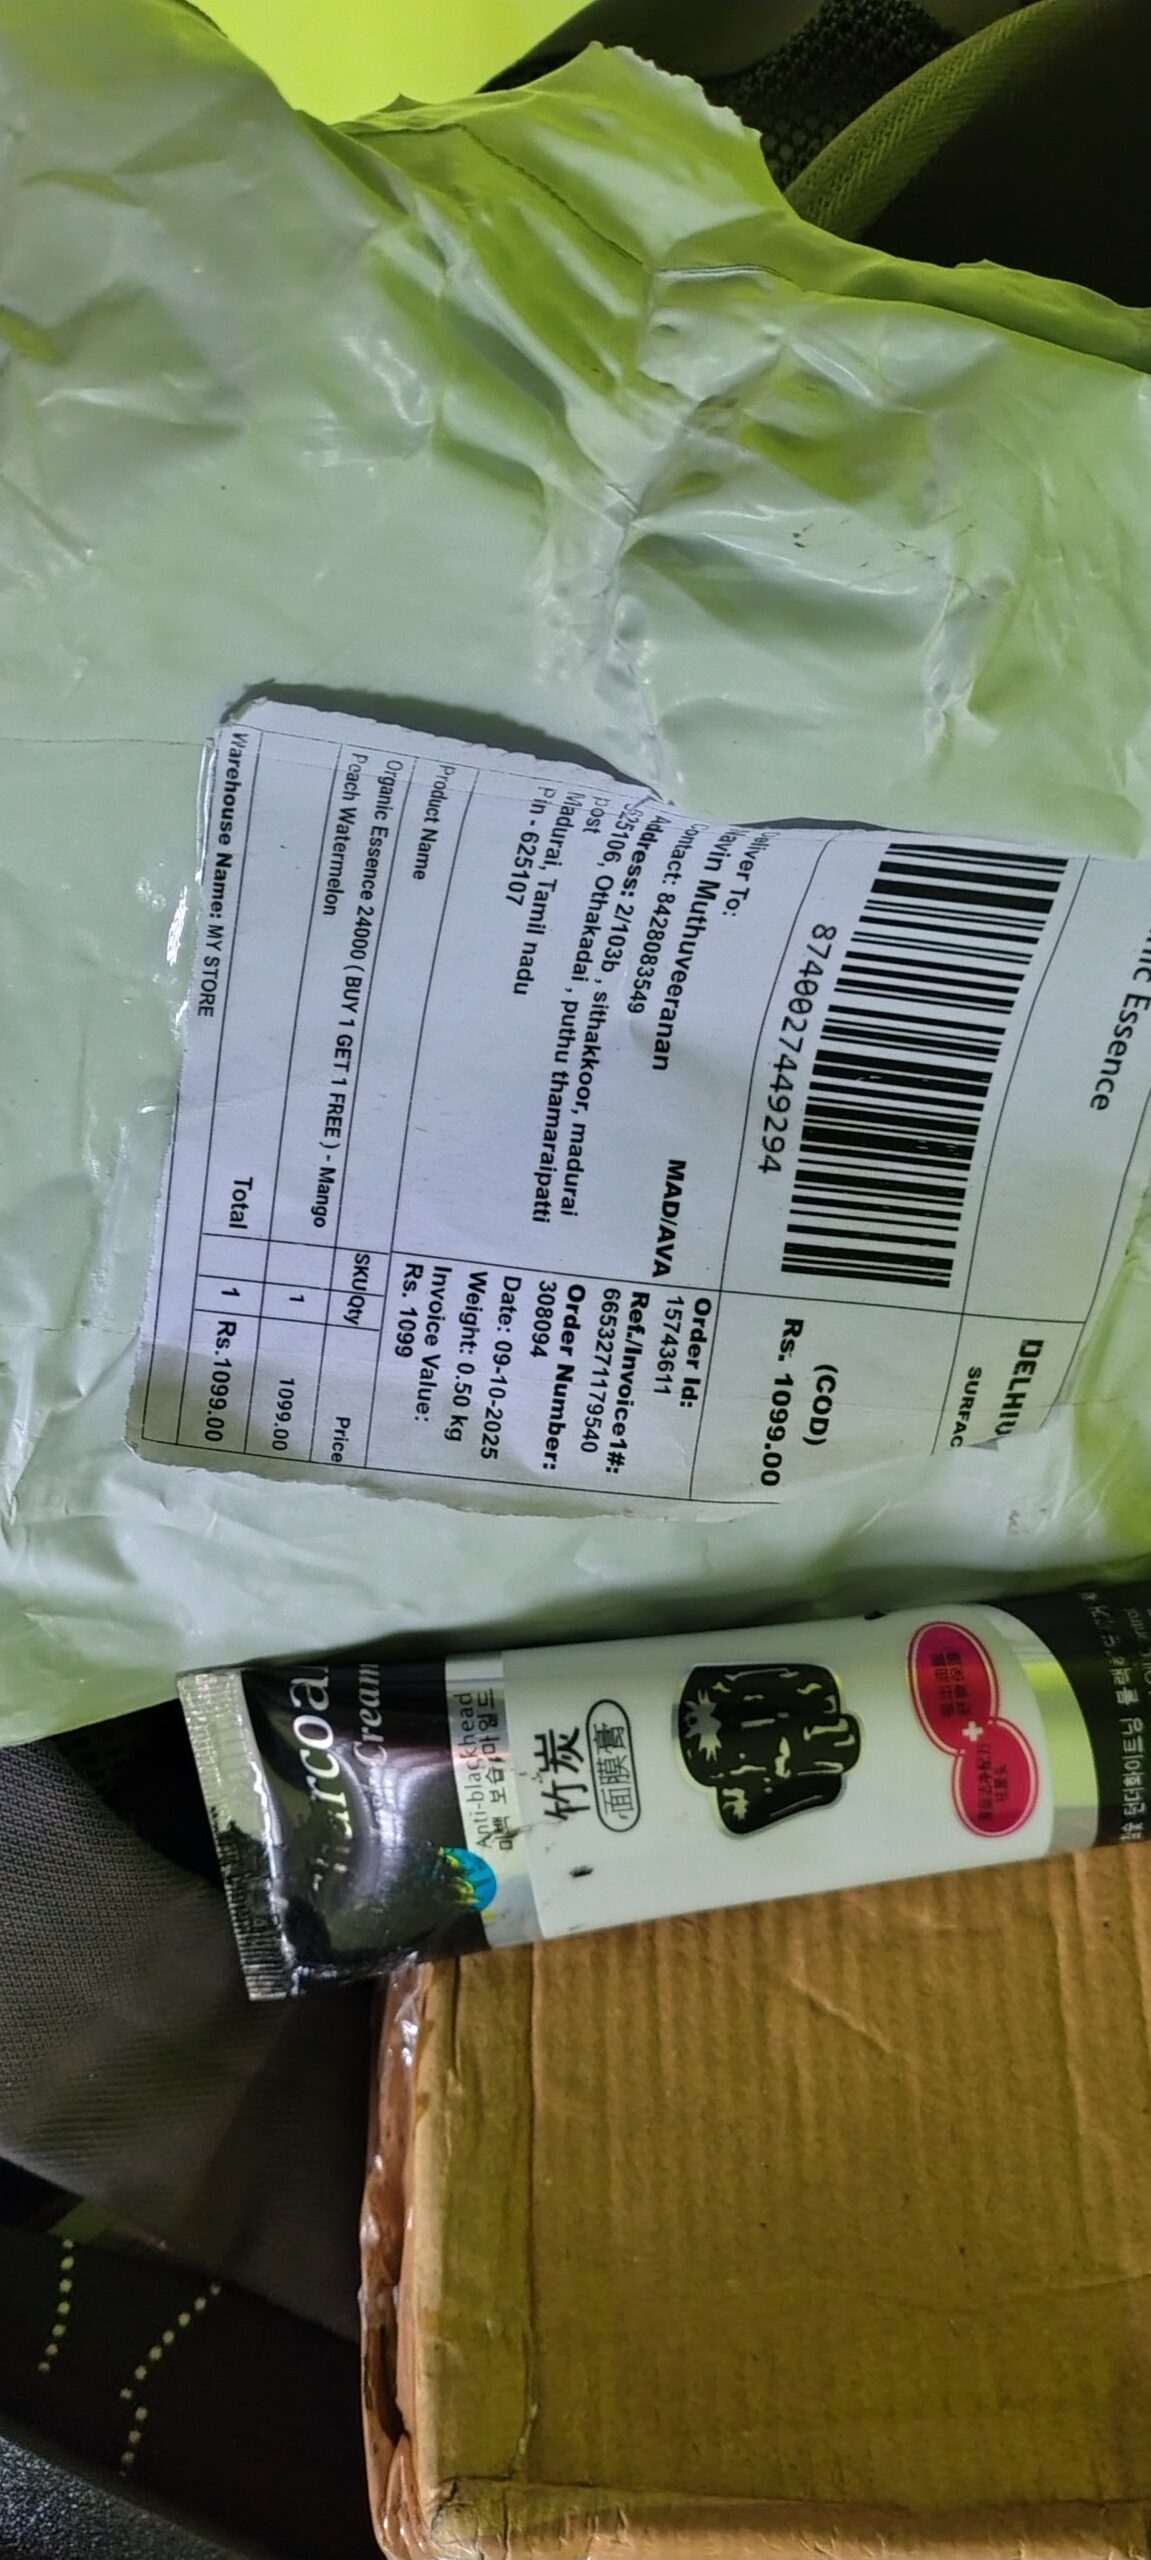 Essence
DELHIV
SURFAC
87400274492​94
(COD)
Rs. 1099.00
Deliver To:
Navin Muthuveeranan
Contact: 8428083549
Address: 2/103b , sithakkoor, madurai
625106, Othakadai , puthu thamaraipatti
Post
Madurai, Tamil nadu
Pin - 625107
MAD/AVA
Order Id:
15743611
Ref./Invoice1#:
6653271179540
Order Number:
308094
Date: 09-10-2025
Weight: 0.50 kg
Invoice Value:
Rs. 1099
Product Name
SKU Qty Price
Organic Essence 24000 ( BUY 1 GET 1 FREE ) - Mango
Peach Watermelon
1 1099.00
Total 1 Rs.1099.00
Warehouse Name: MY STORE
Anti-blackhead
竹炭
面膜膏